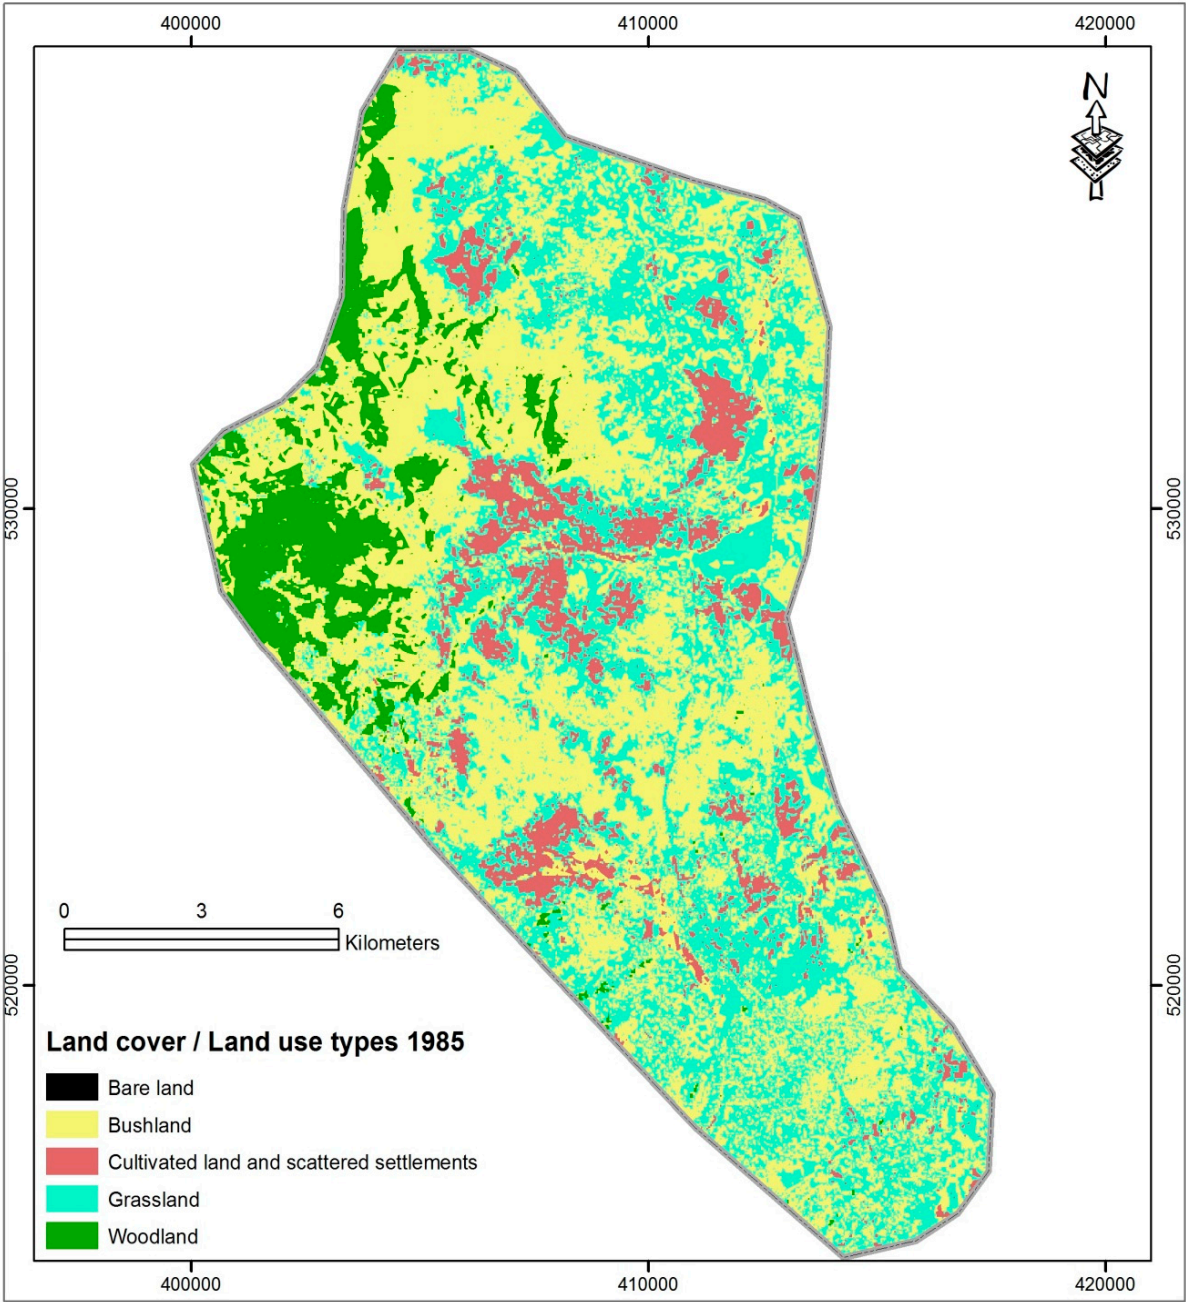 400000 410000 420000
N
530000 530000
0 3 6
Kilometers
520000 520000
Land cover / Land use types 1985
Bare land
Bushland
Cultivated land and scattered settlements
Grassland
Woodland
400000 410000 420000